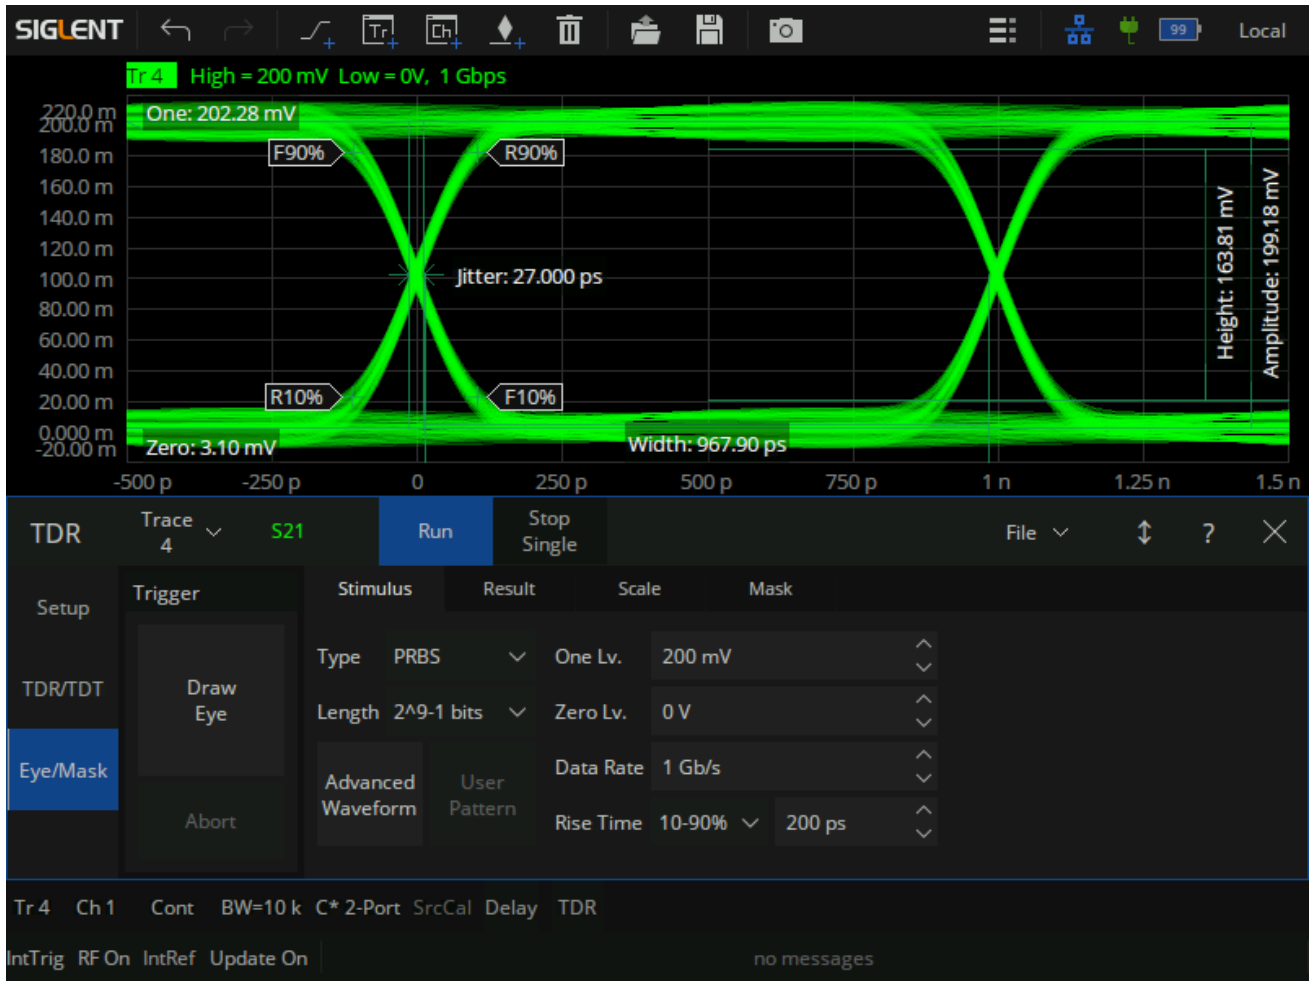 SIGLENT Tr Ch 99 Local
Tr 4 High = 200 mV Low = 0V, 1 Gbps
220.0 m
200.0 m
180.0 m
160.0 m
140.0 m
120.0 m
100.0 m
80.00 m
60.00 m
40.00 m
20.00 m
0.000 m
-20.00 m
One: 202.28 mV
F90% R90%
Jitter: 27.000 ps
R10% F10%
Zero: 3.10 mV
Width: 967.90 ps
Height: 163.81 mV
Amplitude: 199.18 mV
-500 p -250 p 0 250 p 500 p 750 p 1 n 1.25 n 1.5 n
TDR
Trace
4
S21
Run
Stop
Single
File ?
Setup
TDR/TDT
Eye/Mask
Trigger
Draw
Eye
Abort
Stimulus Result Scale Mask
Type PRBS One Lv. 200 mV
Length 2^9-1 bits Zero Lv. 0 V
Advanced
Waveform
User
Pattern
Data Rate 1 Gb/s
Rise Time 10-90% 200 ps
Tr 4 Ch 1 Cont BW=10 k C* 2-Port SrcCal Delay TDR
IntTrig RF On IntRef Update On no messages